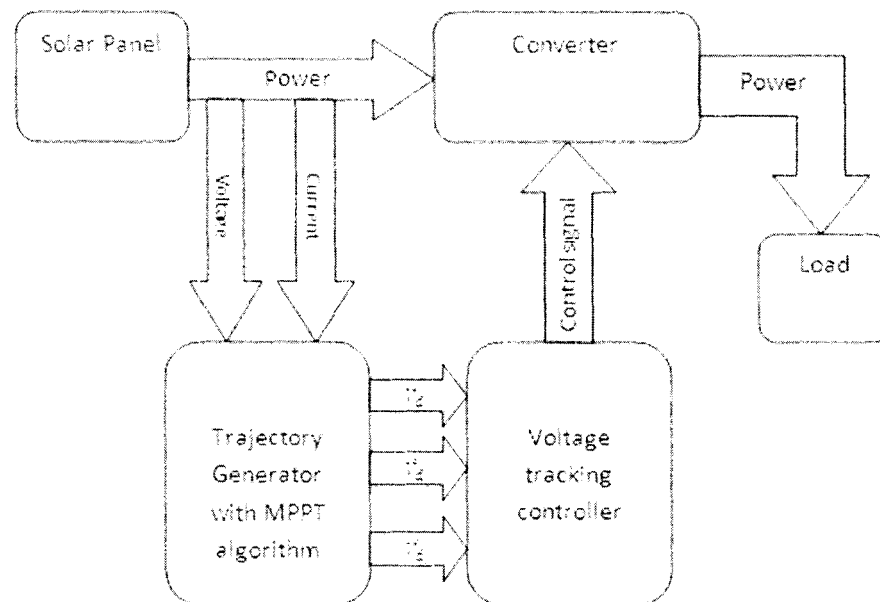 Solar Panel
Converter
Power
Power
Voltage
Current
Control signal
Load
Trajectory
Generator
with MPPT
algorithm
Voltage
tracking
controller